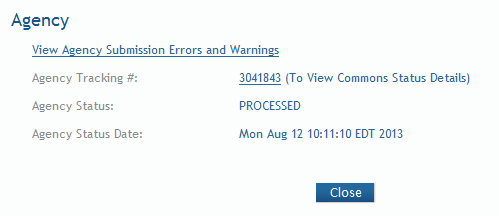 Agency
View Agency Submission Errors and Warnings
Agency Tracking #: 3041843 (To View Commons Status Details)
Agency Status: PROCESSED
Agency Status Date: Mon Aug 12 10:11:10 EDT 2013
Close